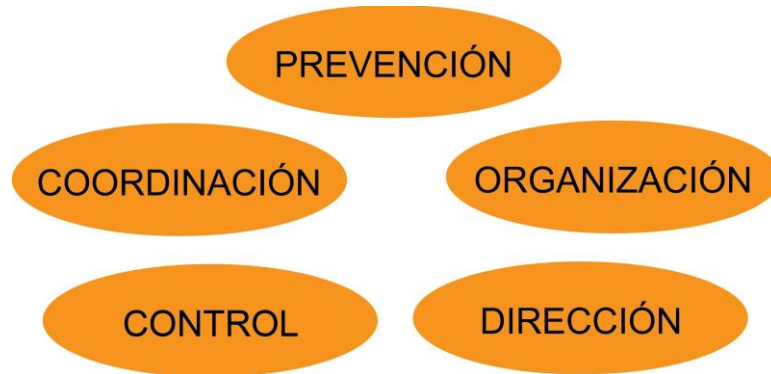 PREVENCIÓN
COORDINACIÓN
ORGANIZACIÓN
CONTROL
DIRECCIÓN